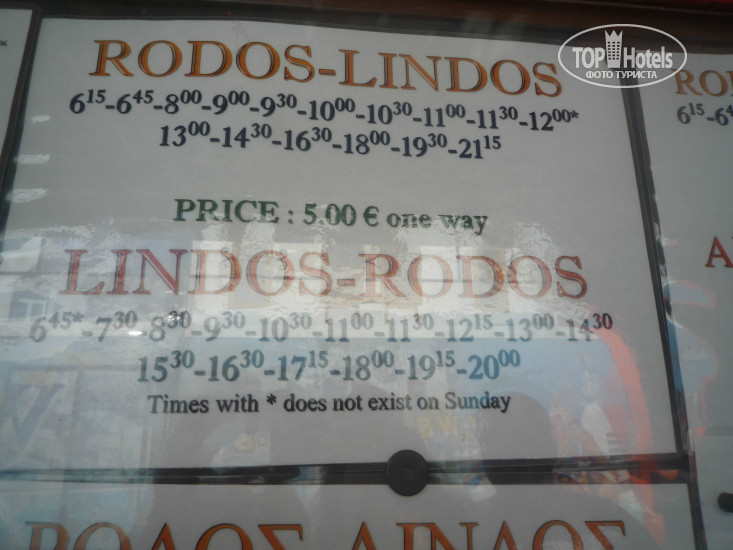 RODOS-LINDOS
6¹⁵-6⁴⁵-8⁰⁰-9⁰⁰-9³⁰-10⁰⁰-10³⁰-11⁰⁰-11³⁰-12⁰⁰*
13⁰⁰-14³⁰-16³⁰-18⁰⁰-19³⁰-21¹⁵
PRICE : 5.00 € one way
LINDOS-RODOS
6⁴⁵*-7³⁰-8³⁰-9³⁰-10³⁰-11⁰⁰-11³⁰-12¹⁵-13⁰⁰-14³⁰
15³⁰-16³⁰-17¹⁵-18⁰⁰-19¹⁵-20⁰⁰
Times with * does not exist on Sunday
ΡΟΔΟΣ-ΛΙΝΔΟΣ
TOP Hotels
ФОТО ТУРИСТА